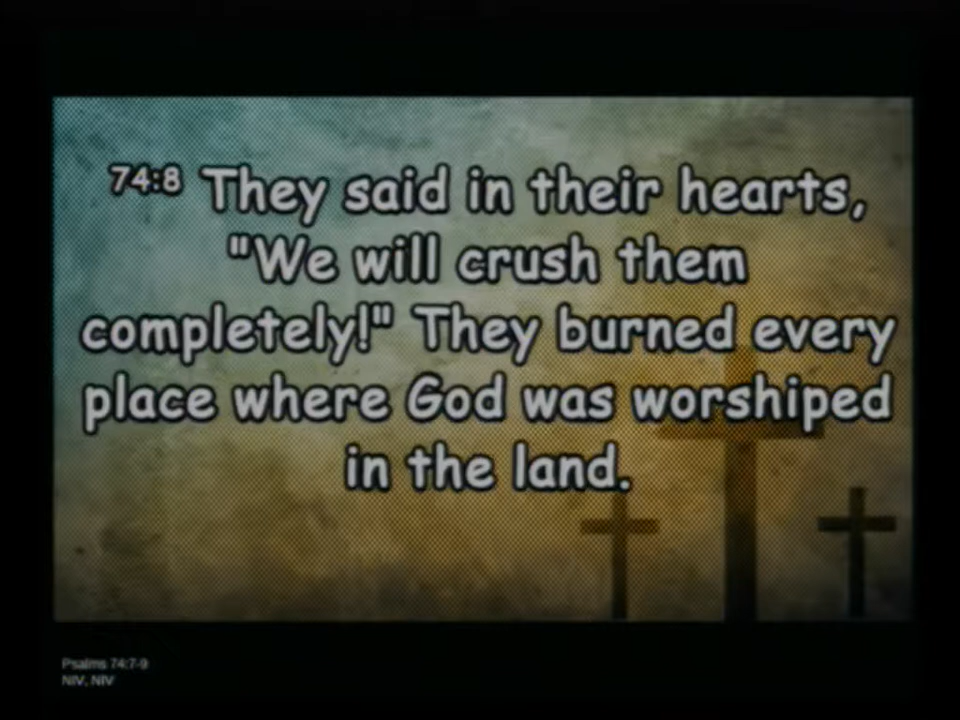 74:8 They said in their hearts,
"We will crush them
completely!" They burned every
place where God was worshiped
in the land.
Psalms 74:7-9
NIV, NIV